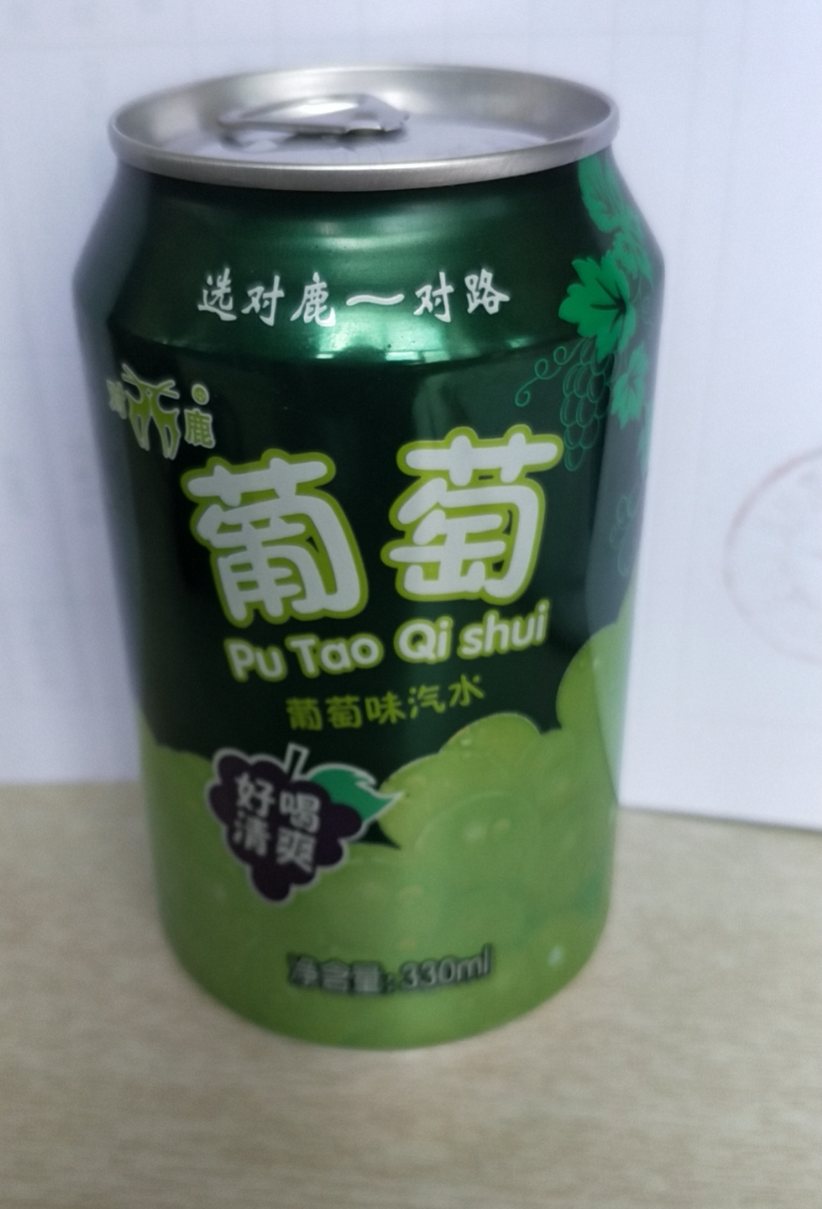 选对鹿一对路
鹿®
葡萄
Pu Tao Qi shui
葡萄味汽水
好喝
清爽
净含量:330ml